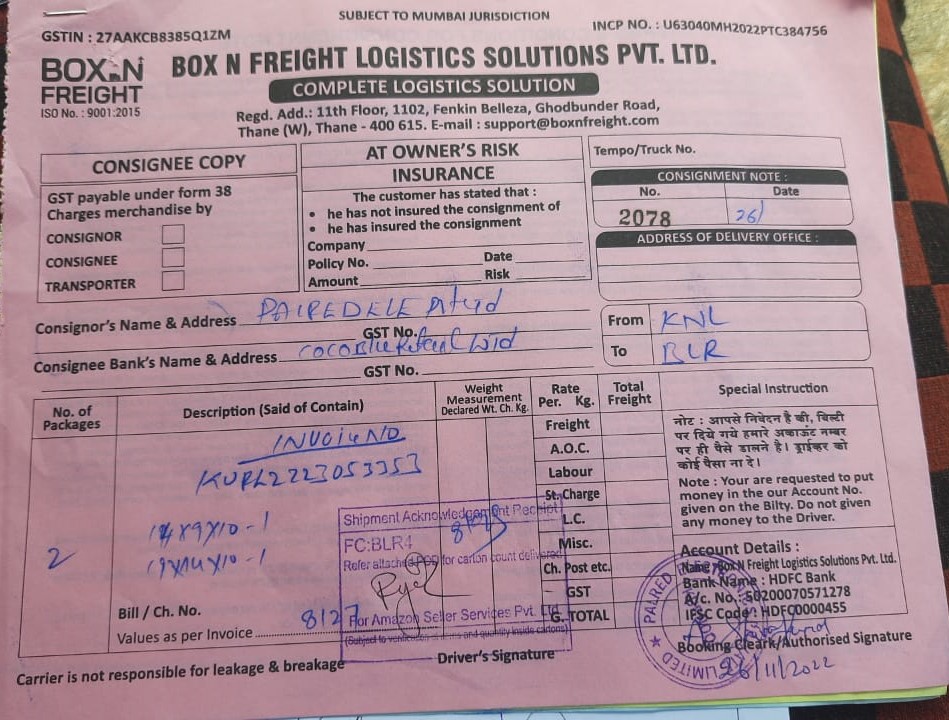 SUBJECT TO MUMBAI JURISDICTION
GSTIN : 27AAKCB8385Q1ZM
INCP NO. : U63040MH2022PTC384756
BOX N FREIGHT
ISO No. : 9001:2015
BOX N FREIGHT LOGISTICS SOLUTIONS PVT. LTD.
COMPLETE LOGISTICS SOLUTION
Regd. Add.: 11th Floor, 1102, Fenkin Belleza, Ghodbunder Road,
Thane (W), Thane - 400 615. E-mail : support@boxnfreight.com
CONSIGNEE COPY
GST payable under form 38
Charges merchandise by
CONSIGNOR
CONSIGNEE
TRANSPORTER
AT OWNER'S RISK
INSURANCE
The customer has stated that :
• he has not insured the consignment of
• he has insured the consignment
Company
Policy No. Date
Amount Risk
Tempo/Truck No.
CONSIGNMENT NOTE :
No. Date
2078 26/
ADDRESS OF DELIVERY OFFICE :
Consignor's Name & Address
GST No.
Consignee Bank's Name & Address
GST No.
From KNL
To BLR
No. of Packages
Description (Said of Contain)
Weight Measurement
Declared Wt. Ch. Kg.
Rate Per. Kg.
Total Freight
Special Instruction
INVOICE NO
KURL2223053353
2
19X14X10 - 1
Freight
A.O.C.
Labour
St. Charge
L.C.
Misc.
Ch. Post etc.
GST
G. TOTAL
नोट : आपसे निवेदन है की, बिल्टी
पर दिये गये हमारे अकाऊंट नम्बर
पर ही पैसे डालने है। ड्राईवर को
कोई पैसा ना दे।
Note : Your are requested to put
money in the our Account No.
given on the Bilty. Do not given
any money to the Driver.
Account Details :
Name : Box N Freight Logistics Solutions Pvt. Ltd.
Bank Name : HDFC Bank
A/c. No. : 50200070571278
IFSC Code : HDFC0000455
Shipment Acknowledgement Receipt
FC:BLR4
Refer attached POD for carton count delivered
For Amazon Seller Services Pvt. Ltd.
(Subject to verification of items and quantity inside cartons)
Bill / Ch. No.
Values as per Invoice 8127
PALRED LIMITED
Booking Cleark/Authorised Signature
26/11/2022
Driver's Signature
Carrier is not responsible for leakage & breakage